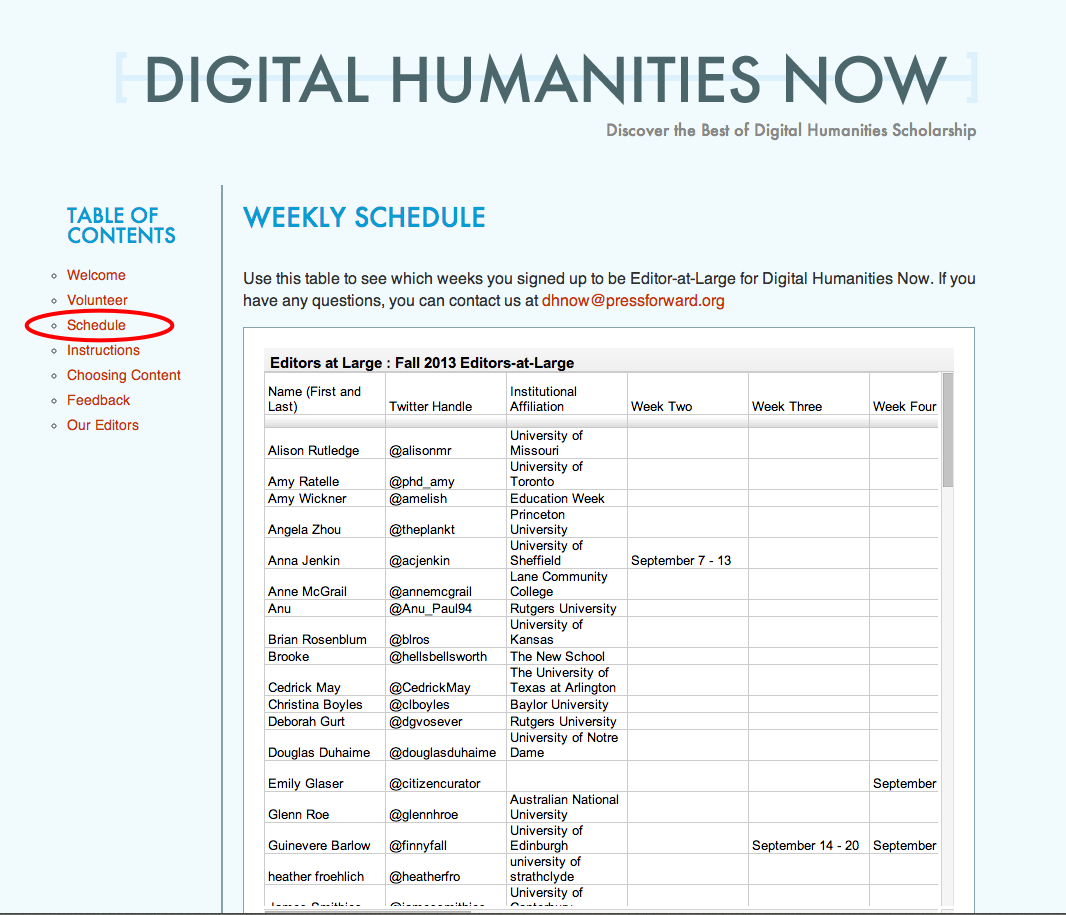 DIGITAL HUMANITIES NOW
Discover the Best of Digital Humanities Scholarship
TABLE OF
CONTENTS
Welcome
Volunteer
Schedule
Instructions
Choosing Content
Feedback
Our Editors
WEEKLY SCHEDULE
Use this table to see which weeks you signed up to be Editor-at-Large for Digital Humanities Now. If you
have any questions, you can contact us at dhnow@pressforward.org
Editors at Large : Fall 2013 Editors-at-Large
Name (First and
Last)
Twitter Handle
Institutional
Affiliation
Week Two
Week Three
Week Four
Alison Rutledge
@alisonmr
University of
Missouri
Amy Ratelle
@phd_amy
University of
Toronto
Amy Wickner
@amelish
Education Week
Angela Zhou
@theplankt
Princeton
University
Anna Jenkin
@acjenkin
University of
Sheffield
September 7 - 13
Anne McGrail
@annemcgrail
Lane Community
College
Anu
@Anu_Paul94
Rutgers University
Brian Rosenblum
@blros
University of
Kansas
Brooke
@hellsbellsworth
The New School
Cedrick May
@CedrickMay
The University of
Texas at Arlington
Christina Boyles
@clboyles
Baylor University
Deborah Gurt
@dgvosever
Rutgers University
Douglas Duhaime
@douglasduhaime
University of Notre
Dame
Emily Glaser
@citizencurator
September
Glenn Roe
@glennhroe
Australian National
University
Guinevere Barlow
@finnyfall
University of
Edinburgh
September 14 - 20
September
heather froehlich
@heatherfro
university of
strathclyde
University of